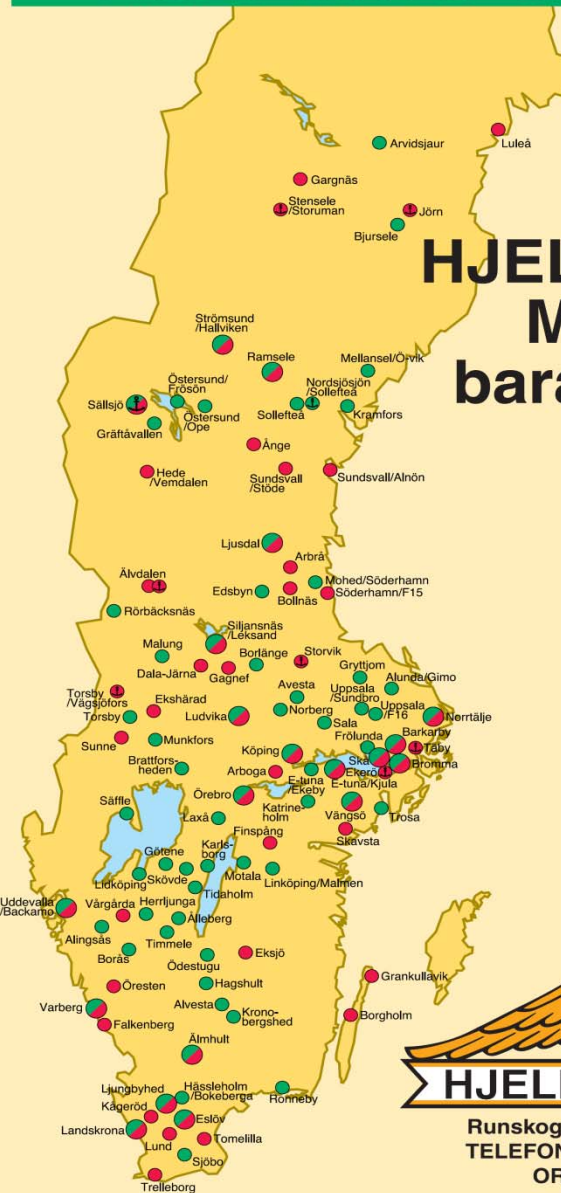 Arvidsjaur
Luleå
Gargnäs
Stensele
/Storuman
Jörn
Bjursele
HJEL
M
bara
Strömsund
/Hallviken
Ramsele
Mellansel/Ö-vik
Östersund/
Frösön
Nordsjösjön
/Sollefteå
Sällsjö
Östersund
/Ope
Sollefteå
Kramfors
Gräftåvallen
Ånge
Hede
/Vemdalen
Sundsvall
/Stöde
Sundsvall/Alnön
Ljusdal
Arbrå
Älvdalen
Edsbyn
Mohed/Söderhamn
Bollnäs
Söderhamn/F15
Rörbäcksnäs
Siljansnäs
/Leksand
Malung
Borlänge
Storvik
Dala-Järna
Gagnef
Gryttjom
Alunda/Gimo
Torsby
/Vägsjöfors
Ekshärad
Avesta
Uppsala
/Sundbro
Uppsala
/F16
Torsby
Ludvika
Norberg
Sala
Norrtälje
Sunne
Munkfors
Frölunda
Barkarby
Köping
Täby
Skå
Bromma
Brattfors-
heden
Arboga
E-tuna
/Ekeby
Ekerö
E-tuna/Kjula
Säffle
Örebro
Katrine-
holm
Vängsö
Trosa
Laxå
Finspång
Skavsta
Götene
Karls-
borg
Lidköping
Skövde
Motala
Linköping/Malmen
Tidaholm
Uddevalla
/Backamo
Vårgårda
Herrljunga
Ålleberg
Alingsås
Timmele
Borås
Ödestugu
Eksjö
Öresten
Hagshult
Grankullavik
Varberg
Alvesta
Krono-
bergshed
Borgholm
Falkenberg
Älmhult
Ljungbyhed
Hässleholm
/Bokeberga
Ronneby
Kågeröd
Eslöv
Landskrona
Lund
Tomelilla
Sjöbo
Trelleborg
HJEL
Runskog
TELEFON
OR